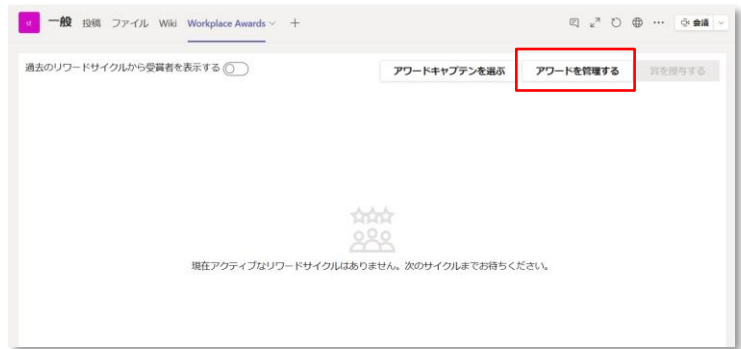 st 一般 投稿 ファイル Wiki Workplace Awards + 会議
過去のリワードサイクルから受賞者を表示する アワードキャプテンを選ぶ アワードを管理する 賞を授与する
現在アクティブなリワードサイクルはありません。次のサイクルまでお待ちください。